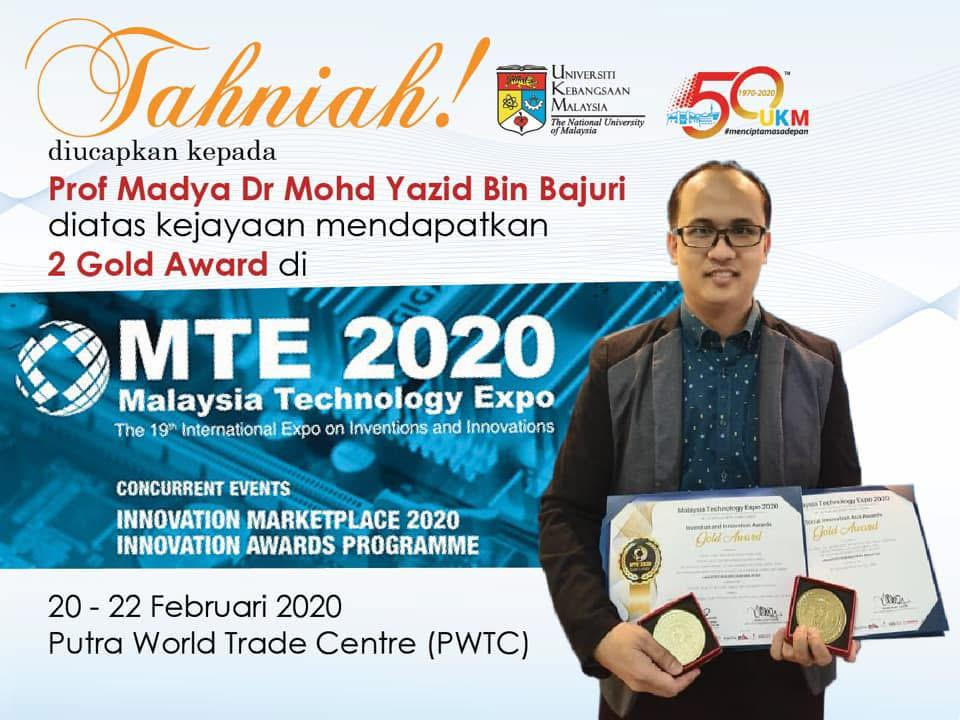 Tahniah!
UNIVERSITI
KEBANGSAAN
MALAYSIA
The National University
of Malaysia
50
1970-2020
TM
UKM
#menciptamasadepan
diucapkan kepada
Prof Madya Dr Mohd Yazid Bin Bajuri
diatas kejayaan mendapatkan
2 Gold Award di
MTE 2020
Malaysia Technology Expo
The 19th International Expo on Inventions and Innovations
CONCURRENT EVENTS
INNOVATION MARKETPLACE 2020
INNOVATION AWARDS PROGRAMME
20 - 22 Februari 2020
Putra World Trade Centre (PWTC)
Malaysia Technology Expo 2020
Invention and Innovation Awards
Gold Award
MTE 2020
Technology Expo 2020
Gold Award